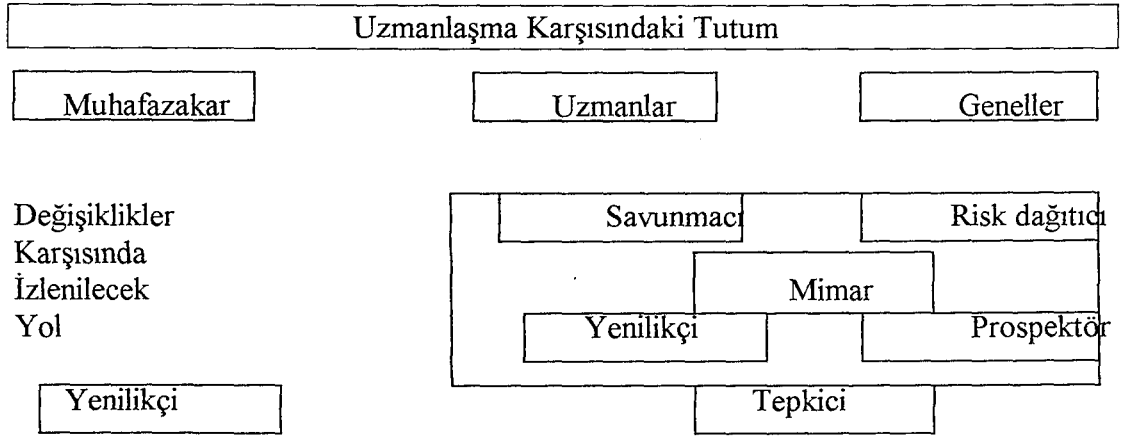 Uzmanlaşma Karşısındaki Tutum
Muhafazakar Uzmanlar Geneller
Değişiklikler Savunmacı Risk dağıtıcı
Karşısında
İzlenilecek Mimar
Yol Yenilikçi Prospektör
Yenilikçi Tepkici